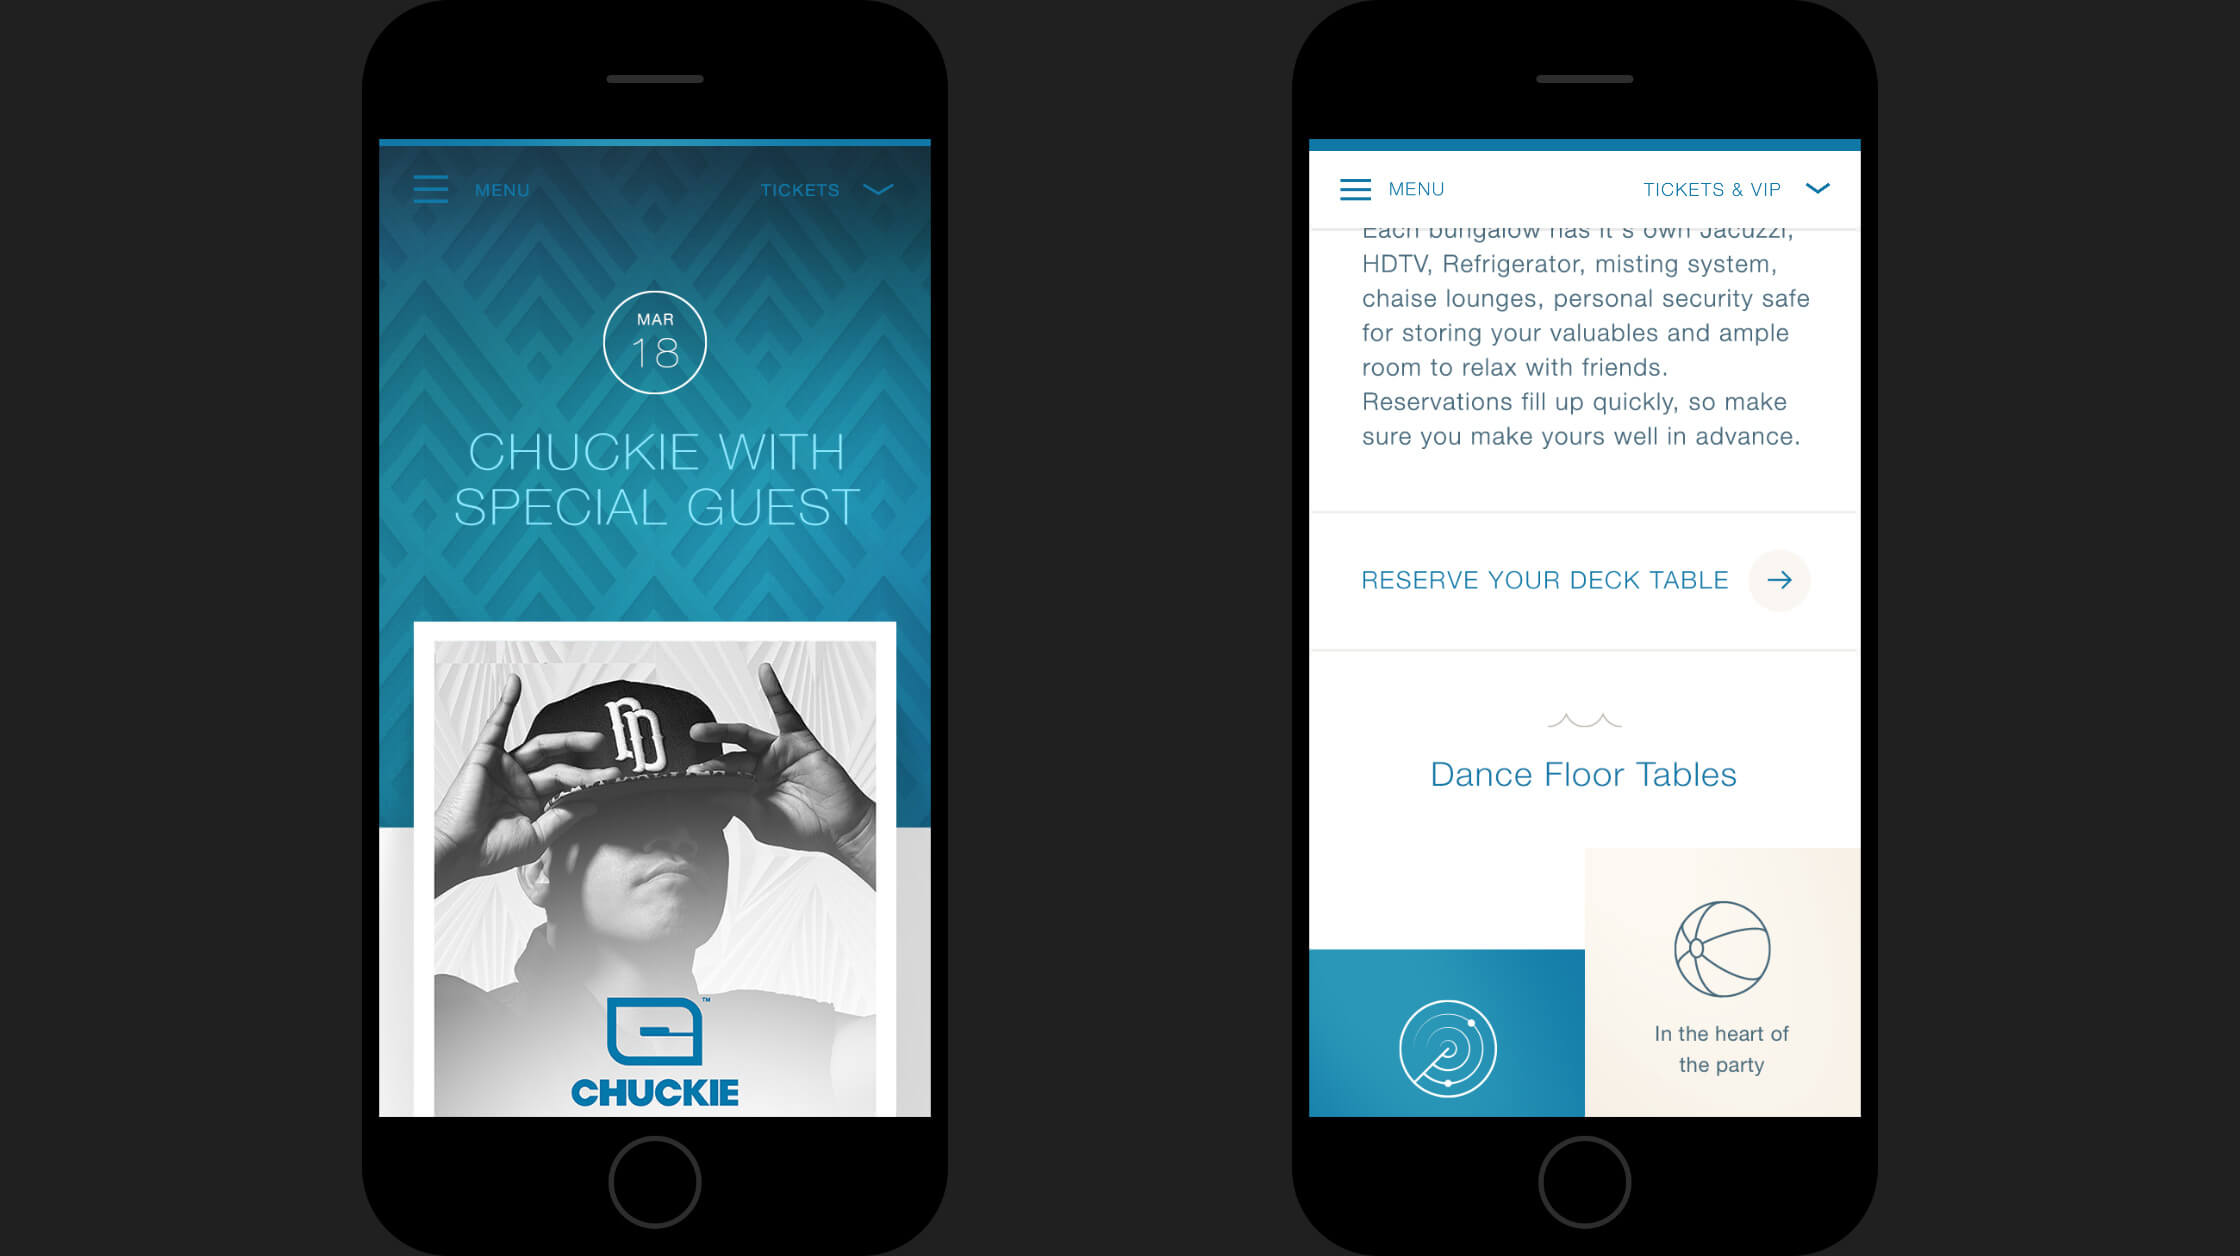 MENU
TICKETS
MAR
18
CHUCKIE WITH
SPECIAL GUEST
DD
™
CHUCKIE
MENU
TICKETS & VIP
Each bungalow has it's own Jacuzzi,
HDTV, Refrigerator, misting system,
chaise lounges, personal security safe
for storing your valuables and ample
room to relax with friends.
Reservations fill up quickly, so make
sure you make yours well in advance.
RESERVE YOUR DECK TABLE
Dance Floor Tables
In the heart of
the party